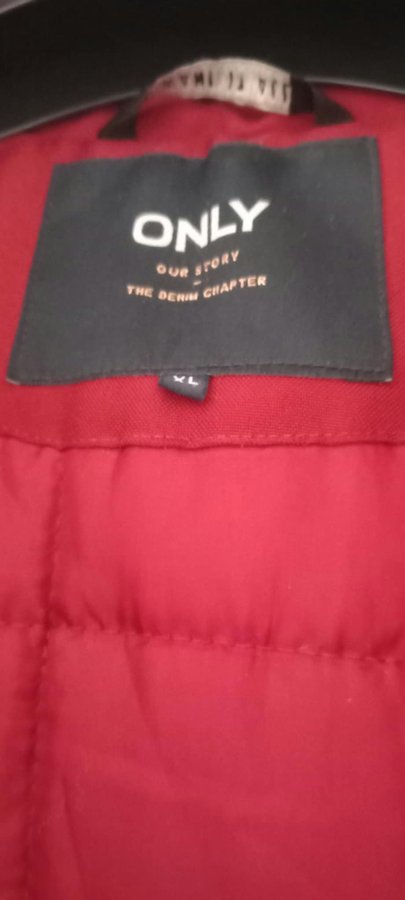 ONLY
OUR STORY
THE DENIM CHAPTER
XL